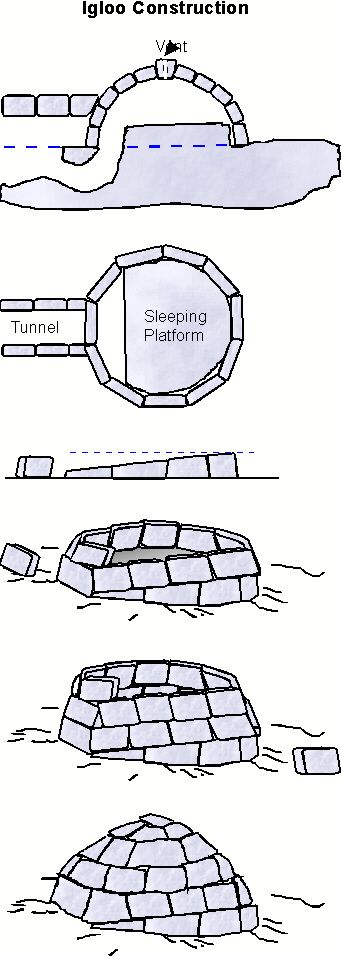 Igloo Construction
Vent
Tunnel
Sleeping
Platform